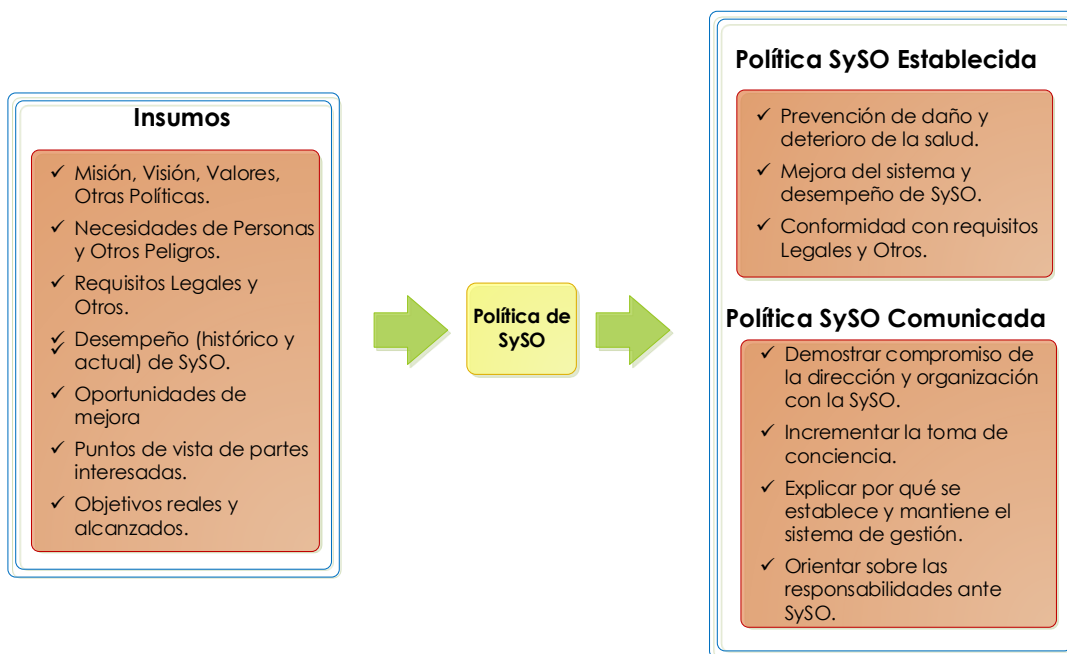 Insumos
✓ Misión, Visión, Valores,
Otras Políticas.
✓ Necesidades de Personas
y Otros Peligros.
✓ Requisitos Legales y
Otros.
✓ Desempeño (histórico y
✓ actual) de SySO.
✓ Oportunidades de
mejora
✓ Puntos de vista de partes
interesadas.
✓ Objetivos reales y
alcanzados.
Política de
SySO
Política SySO Establecida
✓ Prevención de daño y
deterioro de la salud.
✓ Mejora del sistema y
desempeño de SySO.
✓ Conformidad con requisitos
Legales y Otros.
Política SySO Comunicada
✓ Demostrar compromiso de
la dirección y organización
con la SySO.
✓ Incrementar la toma de
conciencia.
✓ Explicar por qué se
establece y mantiene el
sistema de gestión.
✓ Orientar sobre las
responsabilidades ante
SySO.